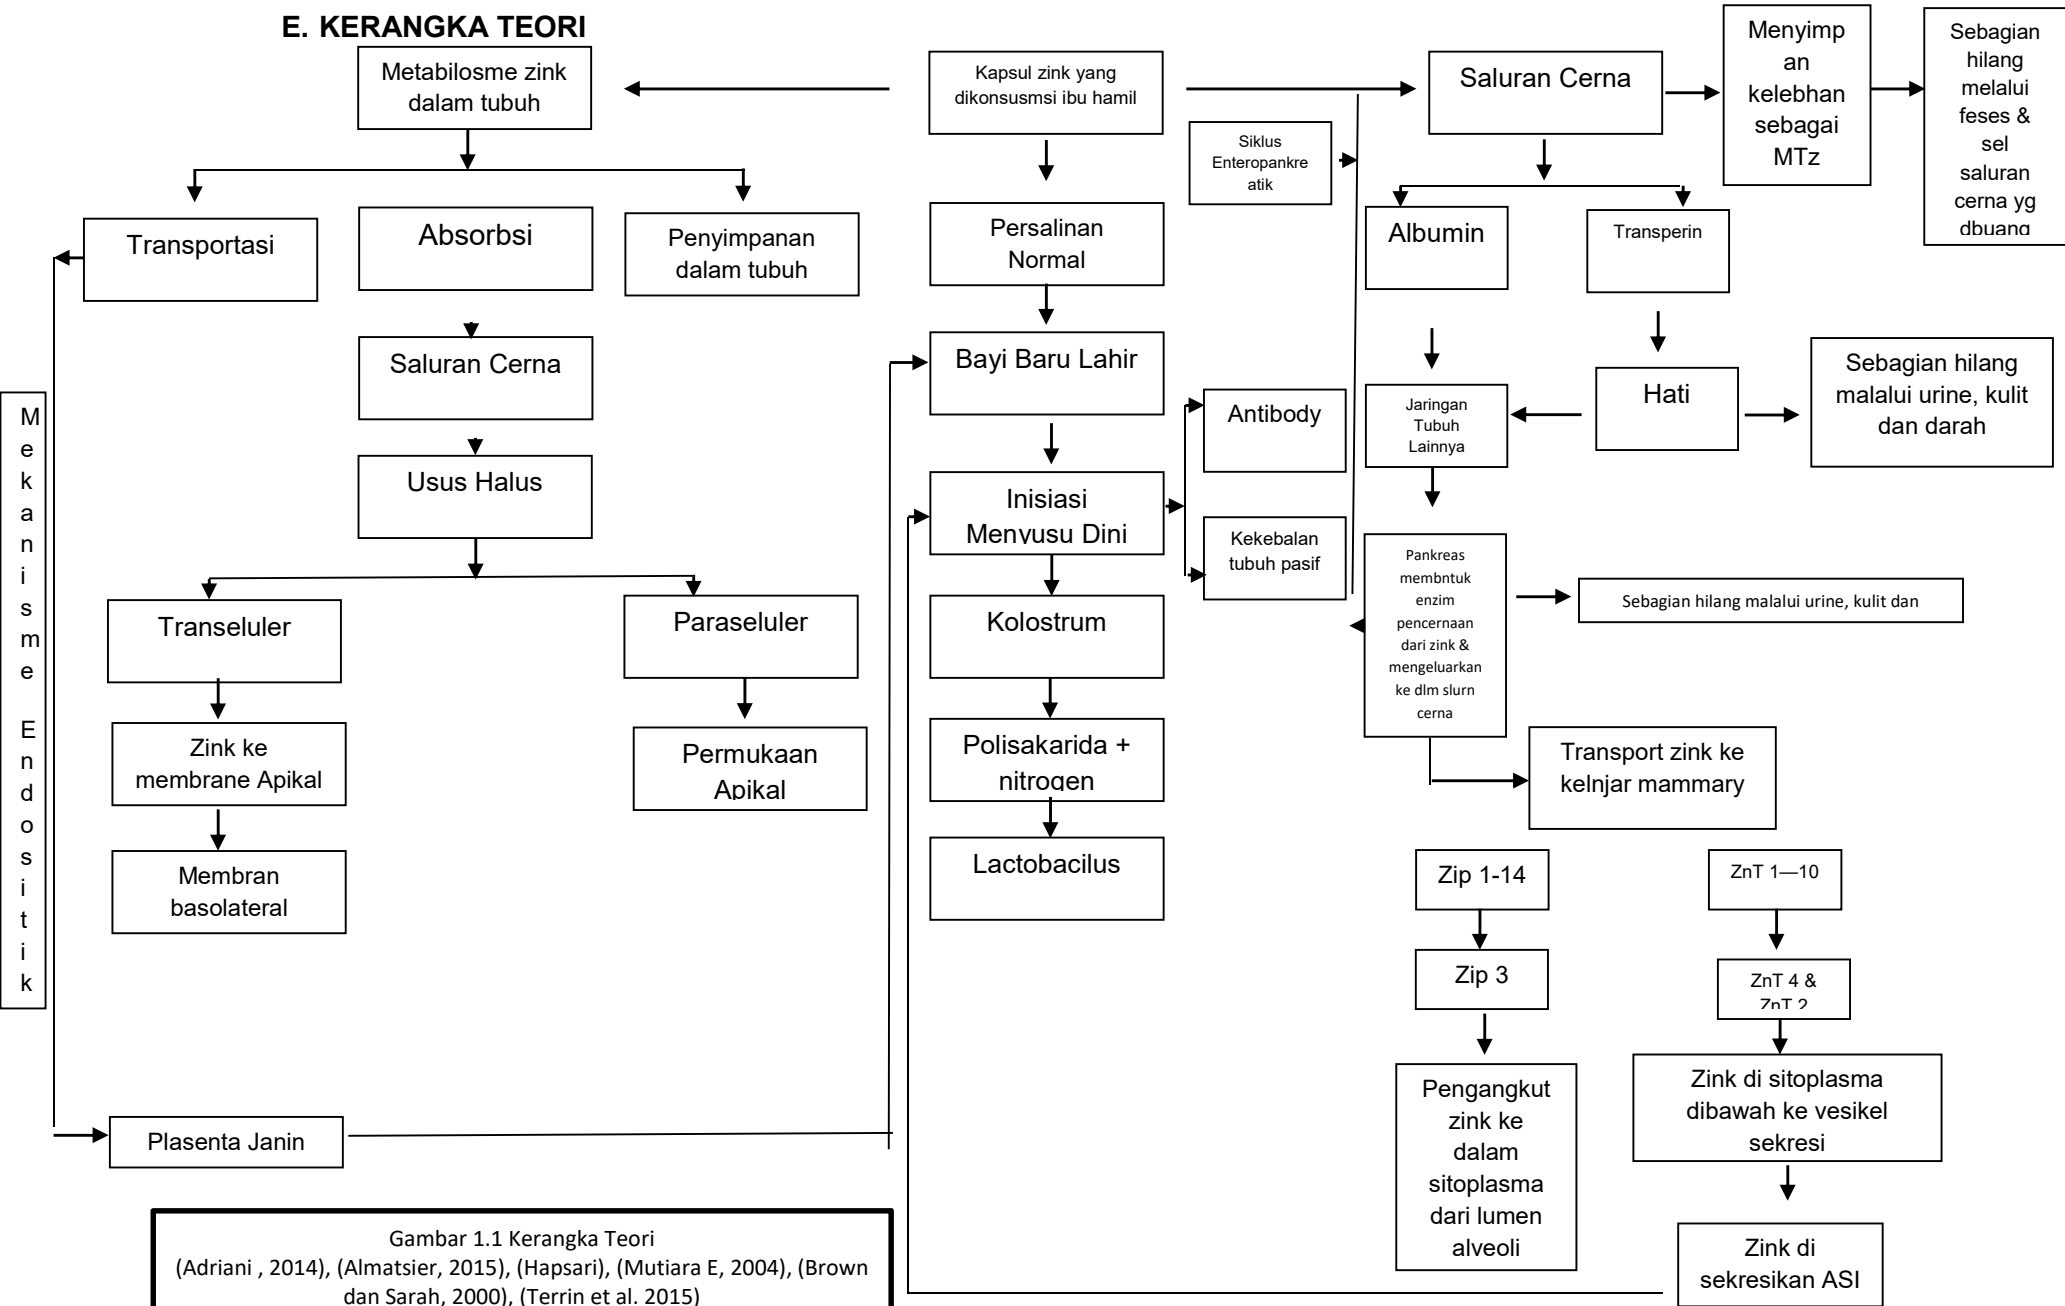 E. KERANGKA TEORI
Metabilosme zink
dalam tubuh
Kapsul zink yang
dikonsusmsi ibu hamil
Saluran Cerna
Menyimp
an
kelebhan
sebagai
MTz
Sebagian
hilang
melalui
feses &
sel
saluran
cerna yg
dbuang
Siklus
Enteropankre
atik
Transportasi
Absorbsi
Penyimpanan
dalam tubuh
Persalinan
Normal
Albumin
Transperin
Saluran Cerna
Bayi Baru Lahir
Antibody
Jaringan
Tubuh
Lainnya
Hati
Sebagian hilang
malalui urine, kulit
dan darah
Mekanisme Endositik
Usus Halus
Inisiasi
Menyusu Dini
Kekebalan
tubuh pasif
Pankreas
membntuk
enzim
pencernaan
dari zink &
mengeluarkan
ke dlm slurn
cerna
Sebagian hilang malalui urine, kulit dan
Transeluler
Paraseluler
Kolostrum
Zink ke
membrane Apikal
Permukaan
Apikal
Polisakarida +
nitrogen
Transport zink ke
kelnjar mammary
Membran
basolateral
Lactobacilus
Zip 1-14
ZnT 1—10
Zip 3
ZnT 4 &
ZnT 2
Pengangkut
zink ke
dalam
sitoplasma
dari lumen
alveoli
Zink di sitoplasma
dibawah ke vesikel
sekresi
Plasenta Janin
Zink di
sekresikan ASI
Gambar 1.1 Kerangka Teori
(Adriani , 2014), (Almatsier, 2015), (Hapsari), (Mutiara E, 2004), (Brown
dan Sarah, 2000), (Terrin et al. 2015)